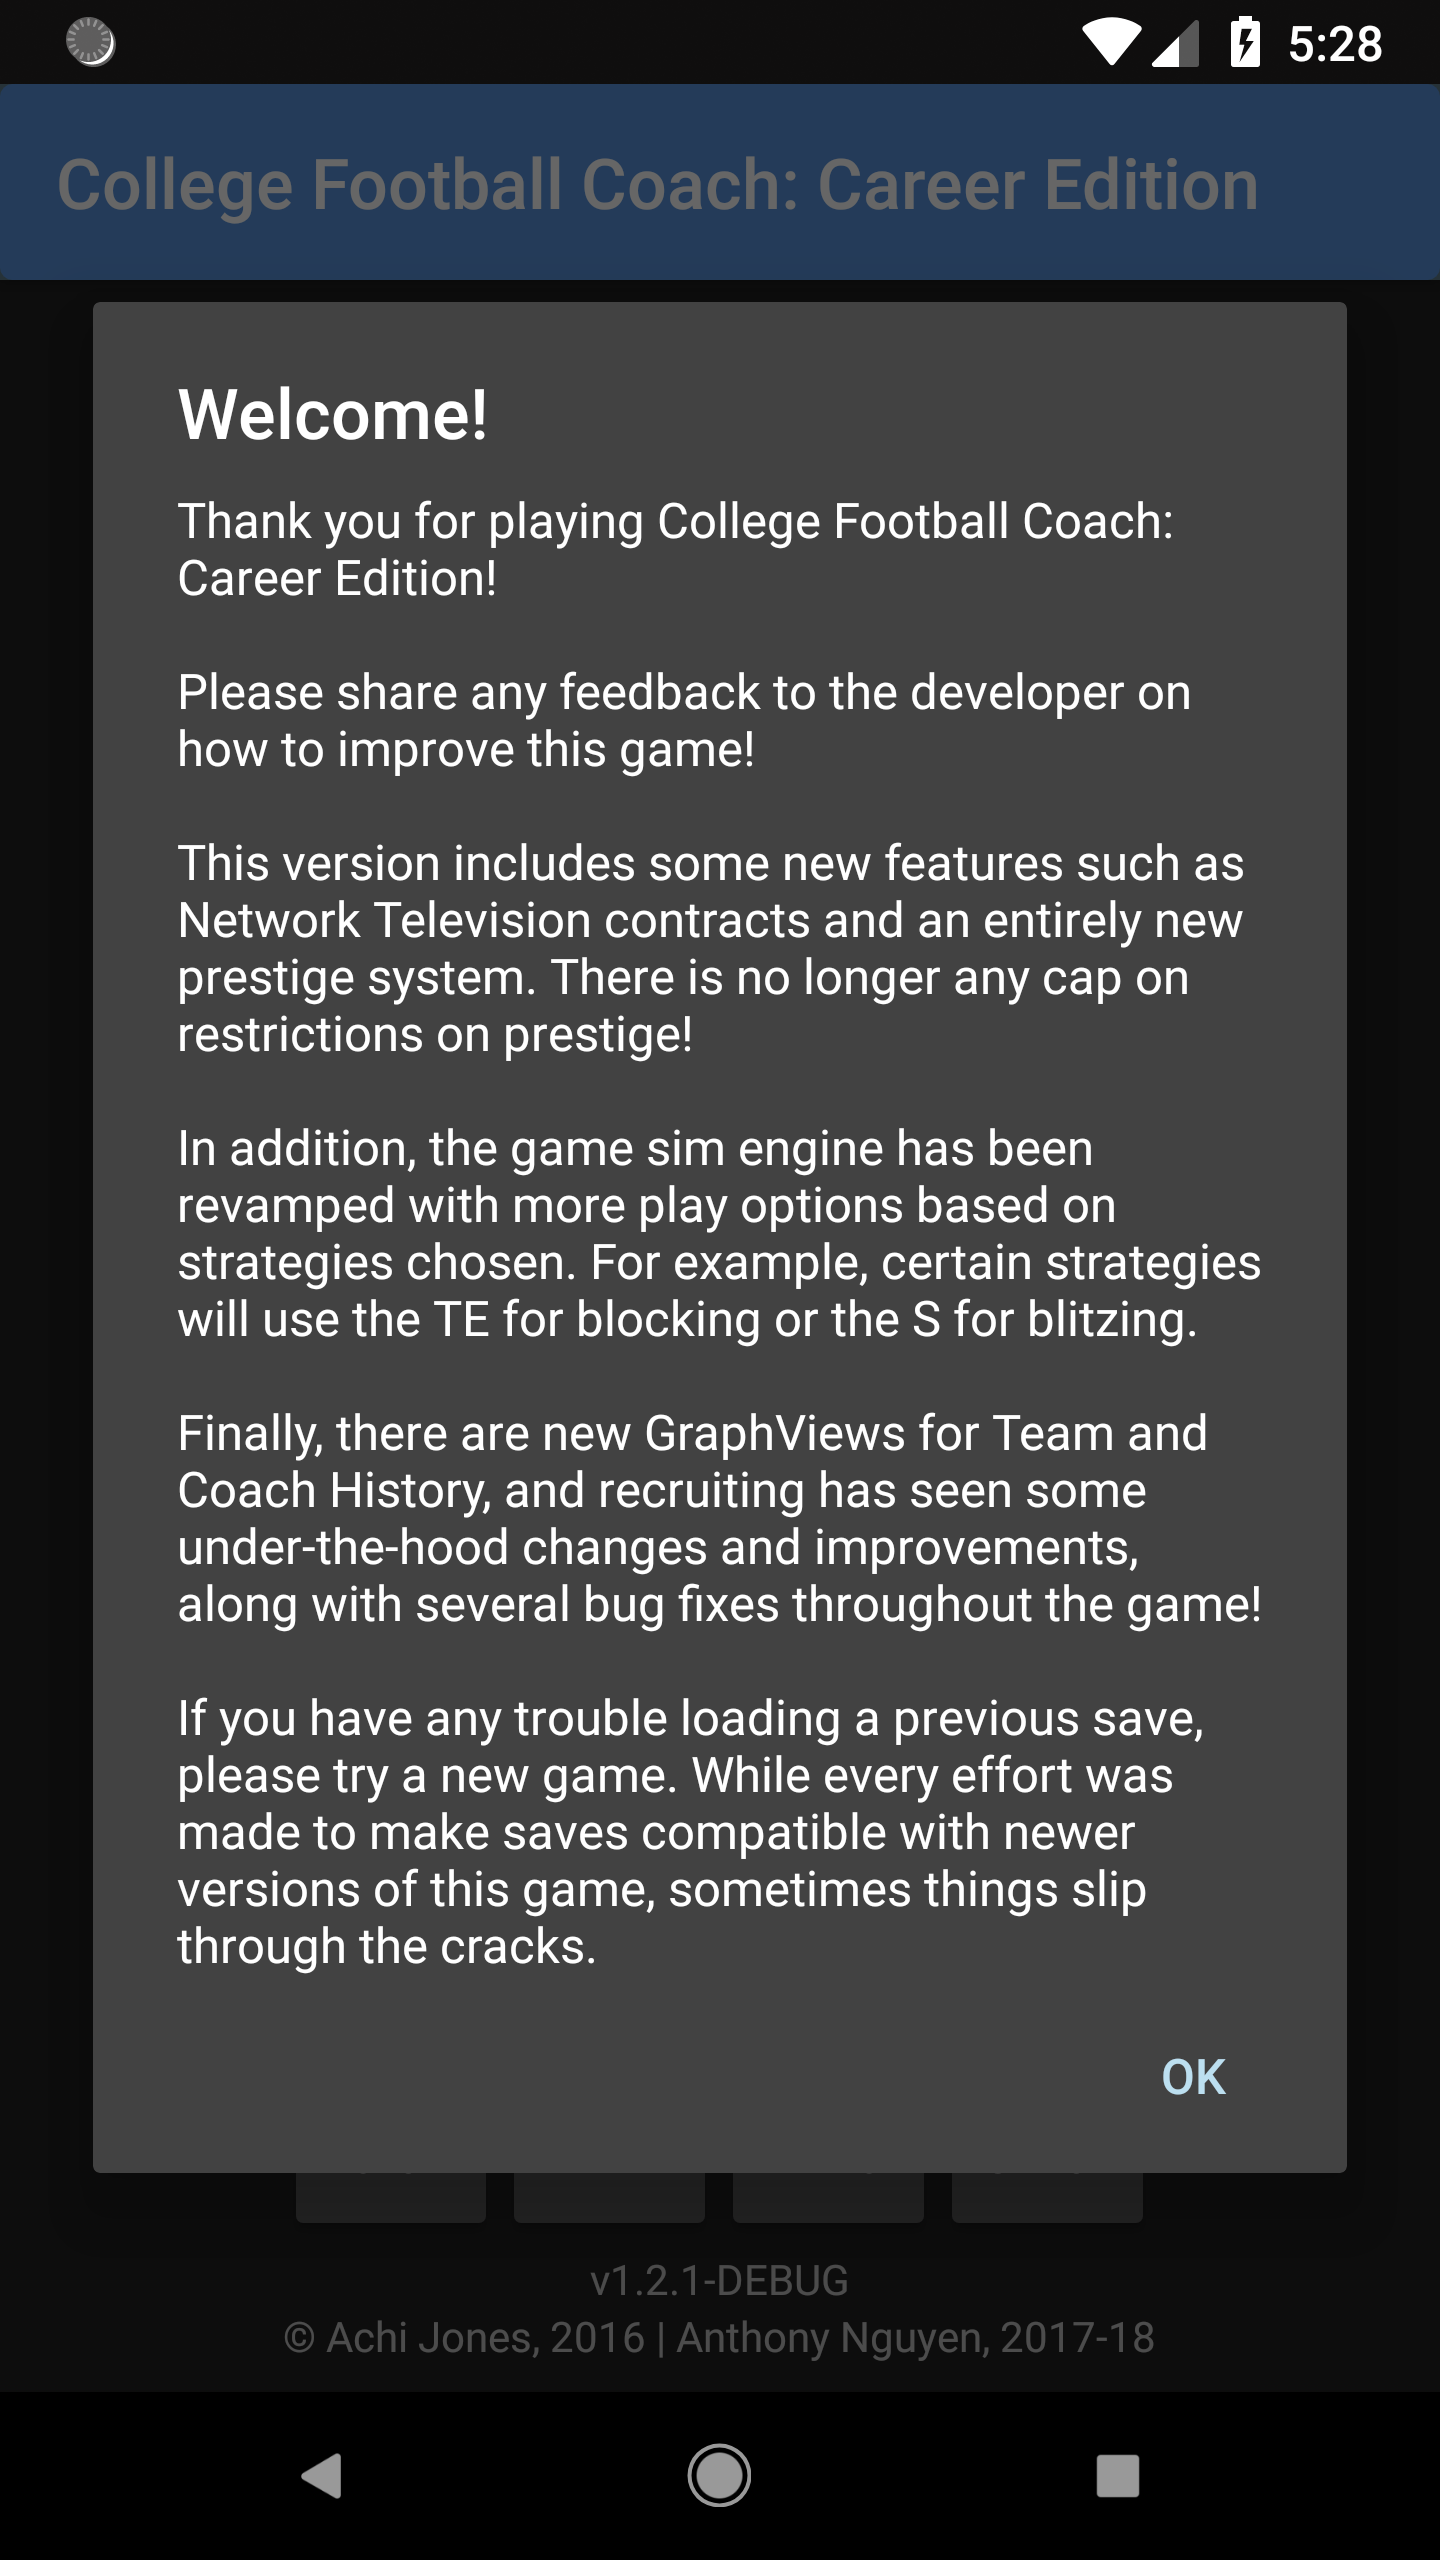 5:28
College Football Coach: Career Edition
Welcome!
Thank you for playing College Football Coach:
Career Edition!
Please share any feedback to the developer on
how to improve this game!
This version includes some new features such as
Network Television contracts and an entirely new
prestige system. There is no longer any cap on
restrictions on prestige!
In addition, the game sim engine has been
revamped with more play options based on
strategies chosen. For example, certain strategies
will use the TE for blocking or the S for blitzing.
Finally, there are new GraphViews for Team and
Coach History, and recruiting has seen some
under-the-hood changes and improvements,
along with several bug fixes throughout the game!
If you have any trouble loading a previous save,
please try a new game. While every effort was
made to make saves compatible with newer
versions of this game, sometimes things slip
through the cracks.
OK
v1.2.1-DEBUG
© Achi Jones, 2016 | Anthony Nguyen, 2017-18